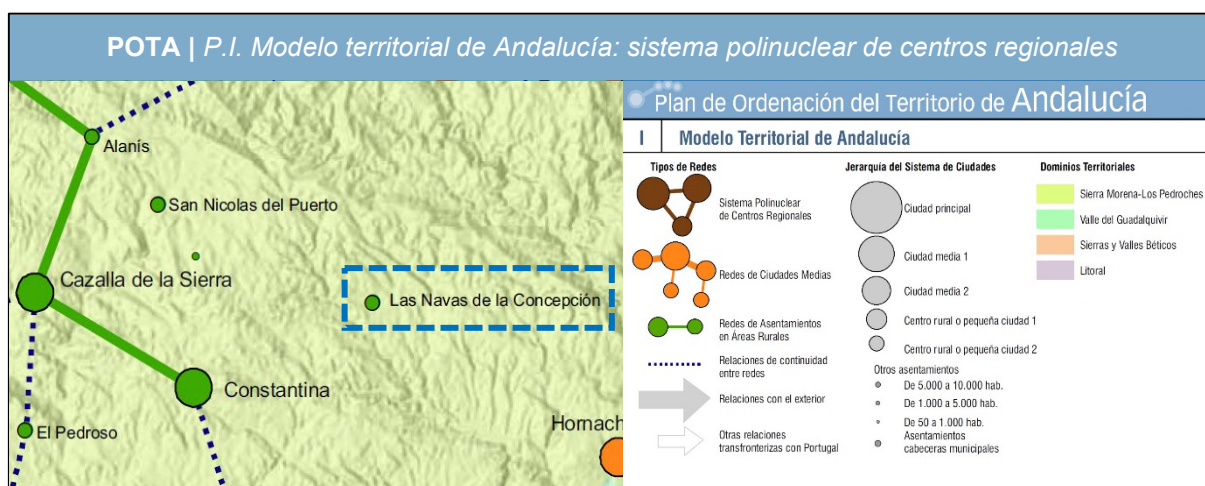 POTA | P.I. Modelo territorial de Andalucía: sistema polinuclear de centros regionales
Alanís
San Nicolas del Puerto
Cazalla de la Sierra
Las Navas de la Concepción
Constantina
El Pedroso
Hornach
Plan de Ordenación del Territorio de Andalucía
I Modelo Territorial de Andalucía
Tipos de Redes
Sistema Polinuclear
de Centros Regionales
Redes de Ciudades Medias
Redes de Asentamientos
en Áreas Rurales
Relaciones de continuidad
entre redes
Relaciones con el exterior
Otras relaciones
transfronterizas con Portugal
Jerarquía del Sistema de Ciudades
Ciudad principal
Ciudad media 1
Ciudad media 2
Centro rural o pequeña ciudad 1
Centro rural o pequeña ciudad 2
Otros asentamientos
De 5.000 a 10.000 hab.
De 1.000 a 5.000 hab.
De 50 a 1.000 hab.
Asentamientos
cabeceras municipales
Dominios Territoriales
Sierra Morena-Los Pedroches
Valle del Guadalquivir
Sierras y Valles Béticos
Litoral